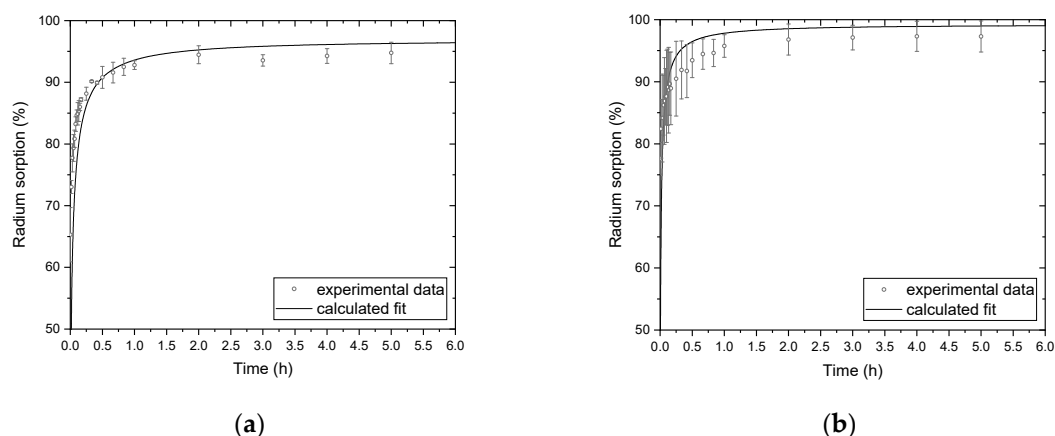 100
90
80
70
60
50
Radium sorption (%)
experimental data
calculated fit
0.0 0.5 1.0 1.5 2.0 2.5 3.0 3.5 4.0 4.5 5.0 5.5 6.0
Time (h)
(a)
100
90
80
70
60
50
Radium sorption (%)
experimental data
calculated fit
0.0 0.5 1.0 1.5 2.0 2.5 3.0 3.5 4.0 4.5 5.0 5.5 6.0
Time (h)
(b)